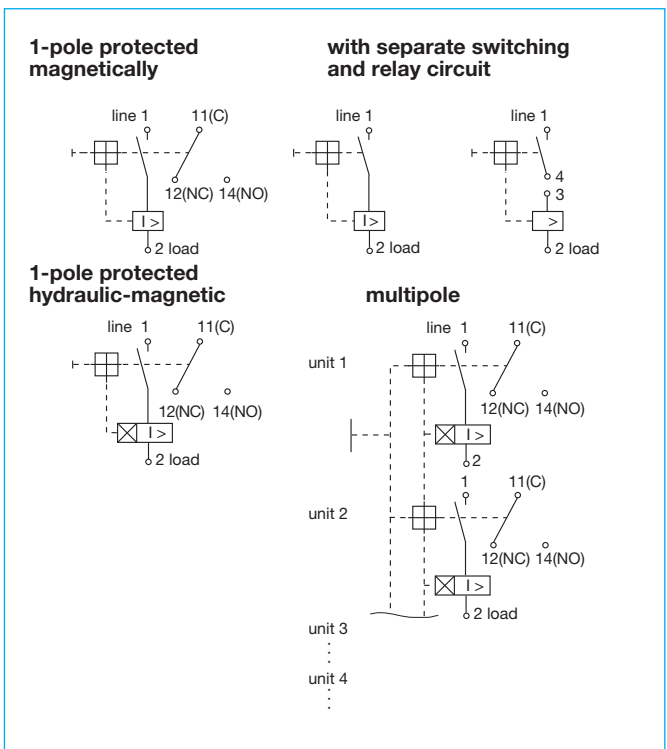 1-pole protected
magnetically
line 1 11(C)
12(NC) 14(NO)
I >
2 load
with separate switching
and relay circuit
line 1
I >
2 load
line 1
4
3
>
2 load
1-pole protected
hydraulic-magnetic
line 1 11(C)
12(NC) 14(NO)
I >
2 load
multipole
line 1 11(C)
unit 1
12(NC) 14(NO)
I >
2
1 11(C)
unit 2
12(NC) 14(NO)
I >
2 load
unit 3
unit 4